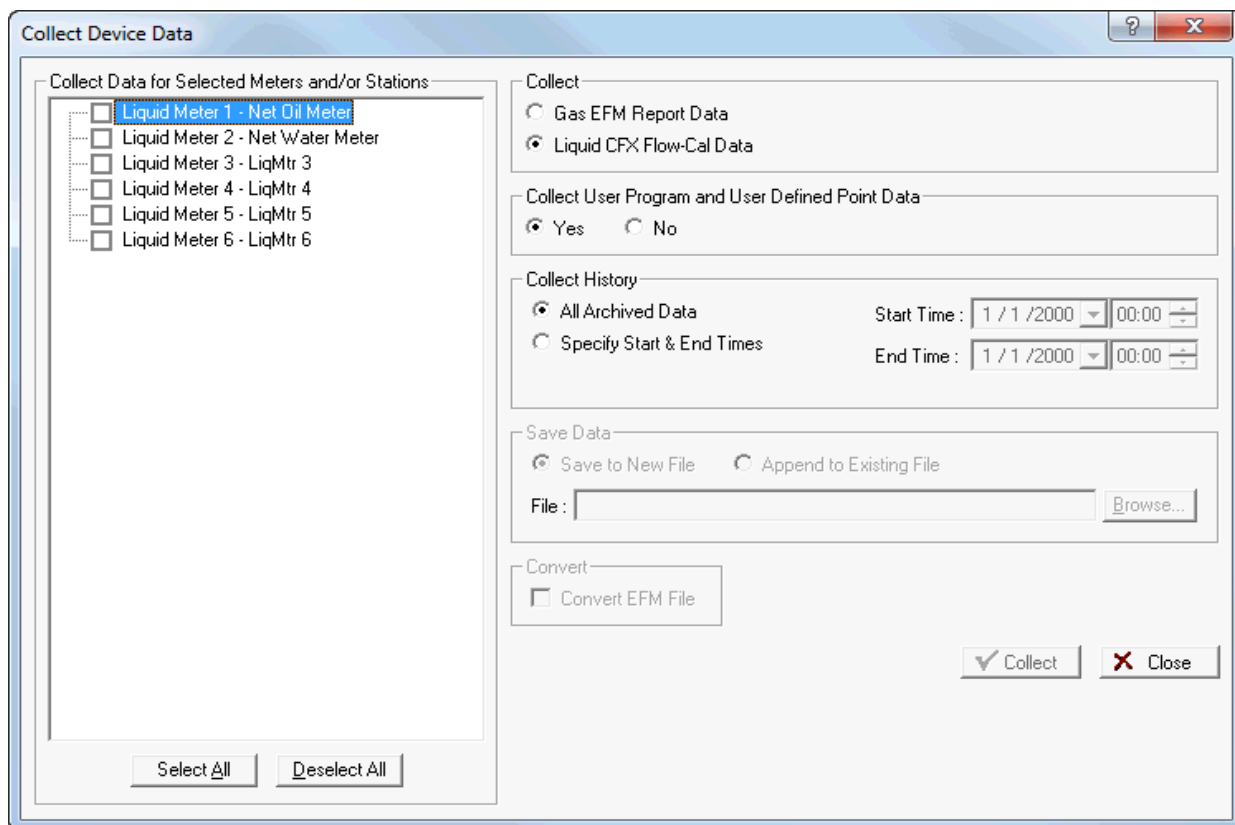 Collect Device Data
?
X
Collect Data for Selected Meters and/or Stations
Liquid Meter 1 - Net Oil Meter
Liquid Meter 2 - Net Water Meter
Liquid Meter 3 - LiqMtr 3
Liquid Meter 4 - LiqMtr 4
Liquid Meter 5 - LiqMtr 5
Liquid Meter 6 - LiqMtr 6
Select All
Deselect All
Collect
Gas EFM Report Data
Liquid CFX Flow-Cal Data
Collect User Program and User Defined Point Data
Yes
No
Collect History
All Archived Data
Specify Start & End Times
Start Time : 1 / 1 /2000 00:00
End Time : 1 / 1 /2000 00:00
Save Data
Save to New File
Append to Existing File
File :
Browse...
Convert
Convert EFM File
Collect
Close